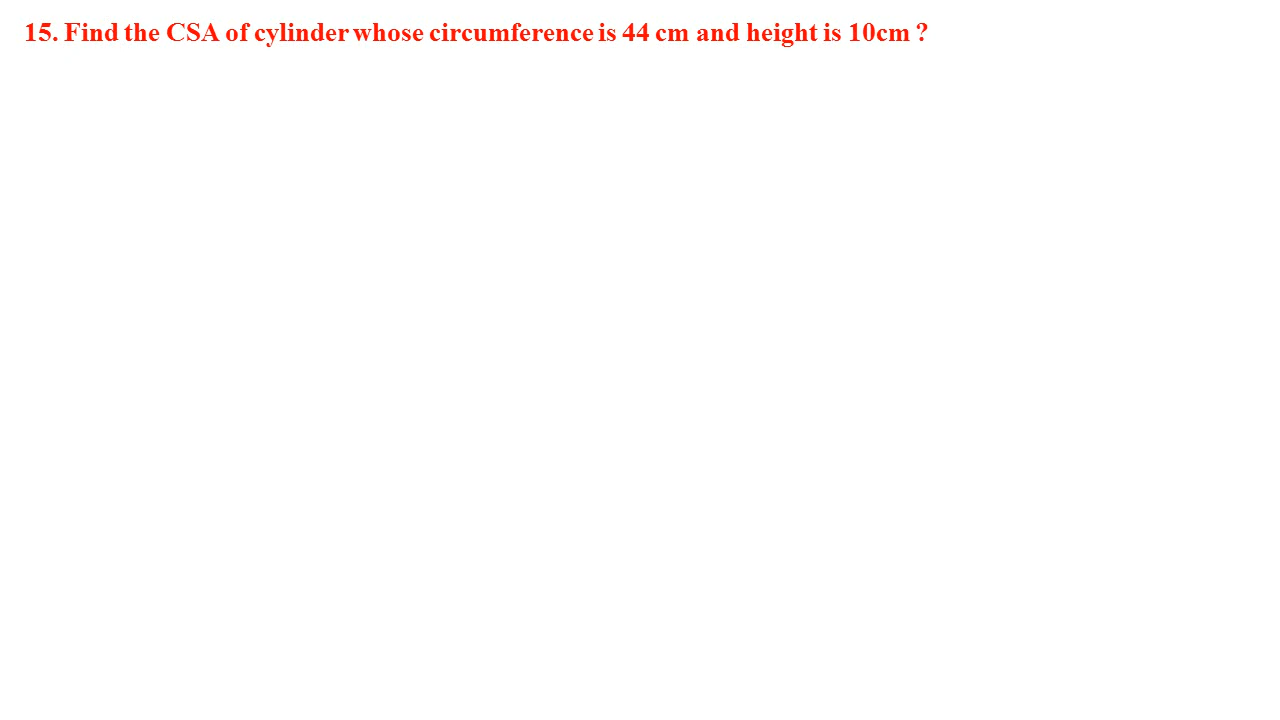 15. Find the CSA of cylinder whose circumference is 44 cm and height is 10cm ?